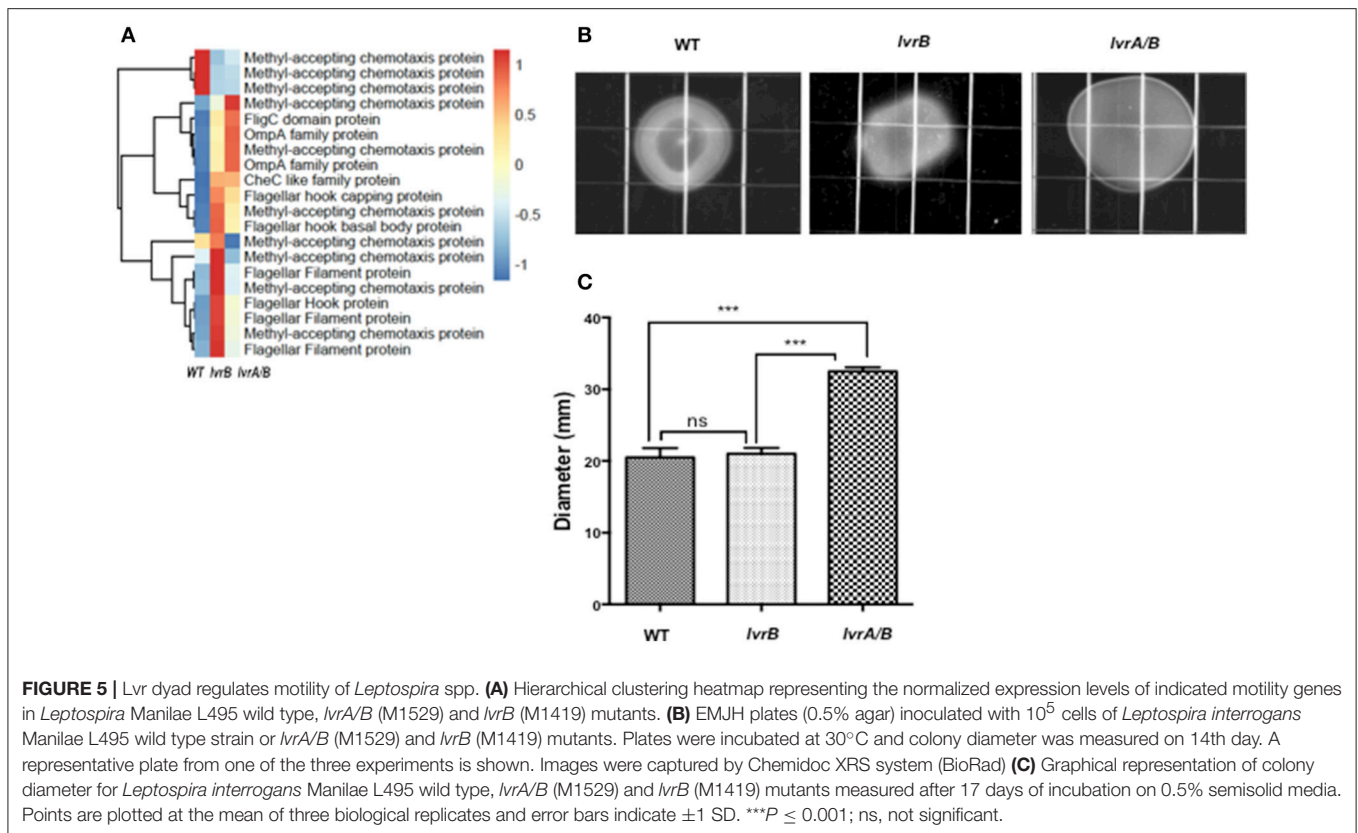 A
Methyl-accepting chemotaxis protein
Methyl-accepting chemotaxis protein
Methyl-accepting chemotaxis protein
Methyl-accepting chemotaxis protein
FligC domain protein
OmpA family protein
Methyl-accepting chemotaxis protein
OmpA family protein
CheC like family protein
Flagellar hook capping protein
Methyl-accepting chemotaxis protein
Flagellar hook basal body protein
Methyl-accepting chemotaxis protein
Methyl-accepting chemotaxis protein
Flagellar Filament protein
Methyl-accepting chemotaxis protein
Flagellar Hook protein
Flagellar Filament protein
Methyl-accepting chemotaxis protein
Flagellar Filament protein
WT lvrB lvrA/B
1
0.5
0
-0.5
-1
B
WT lvrB lvrA/B
C
Diameter (mm)
40
30
20
10
0
***
***
ns
WT lvrB lvrA/B
FIGURE 5 | Lvr dyad regulates motility of Leptospira spp. (A) Hierarchical clustering heatmap representing the normalized expression levels of indicated motility genes
in Leptospira Manilae L495 wild type, lvrA/B (M1529) and lvrB (M1419) mutants. (B) EMJH plates (0.5% agar) inoculated with 10⁵ cells of Leptospira interrogans
Manilae L495 wild type strain or lvrA/B (M1529) and lvrB (M1419) mutants. Plates were incubated at 30°C and colony diameter was measured on 14th day. A
representative plate from one of the three experiments is shown. Images were captured by Chemidoc XRS system (BioRad) (C) Graphical representation of colony
diameter for Leptospira interrogans Manilae L495 wild type, lvrA/B (M1529) and lvrB (M1419) mutants measured after 17 days of incubation on 0.5% semisolid media.
Points are plotted at the mean of three biological replicates and error bars indicate ±1 SD. ***P ≤ 0.001; ns, not significant.